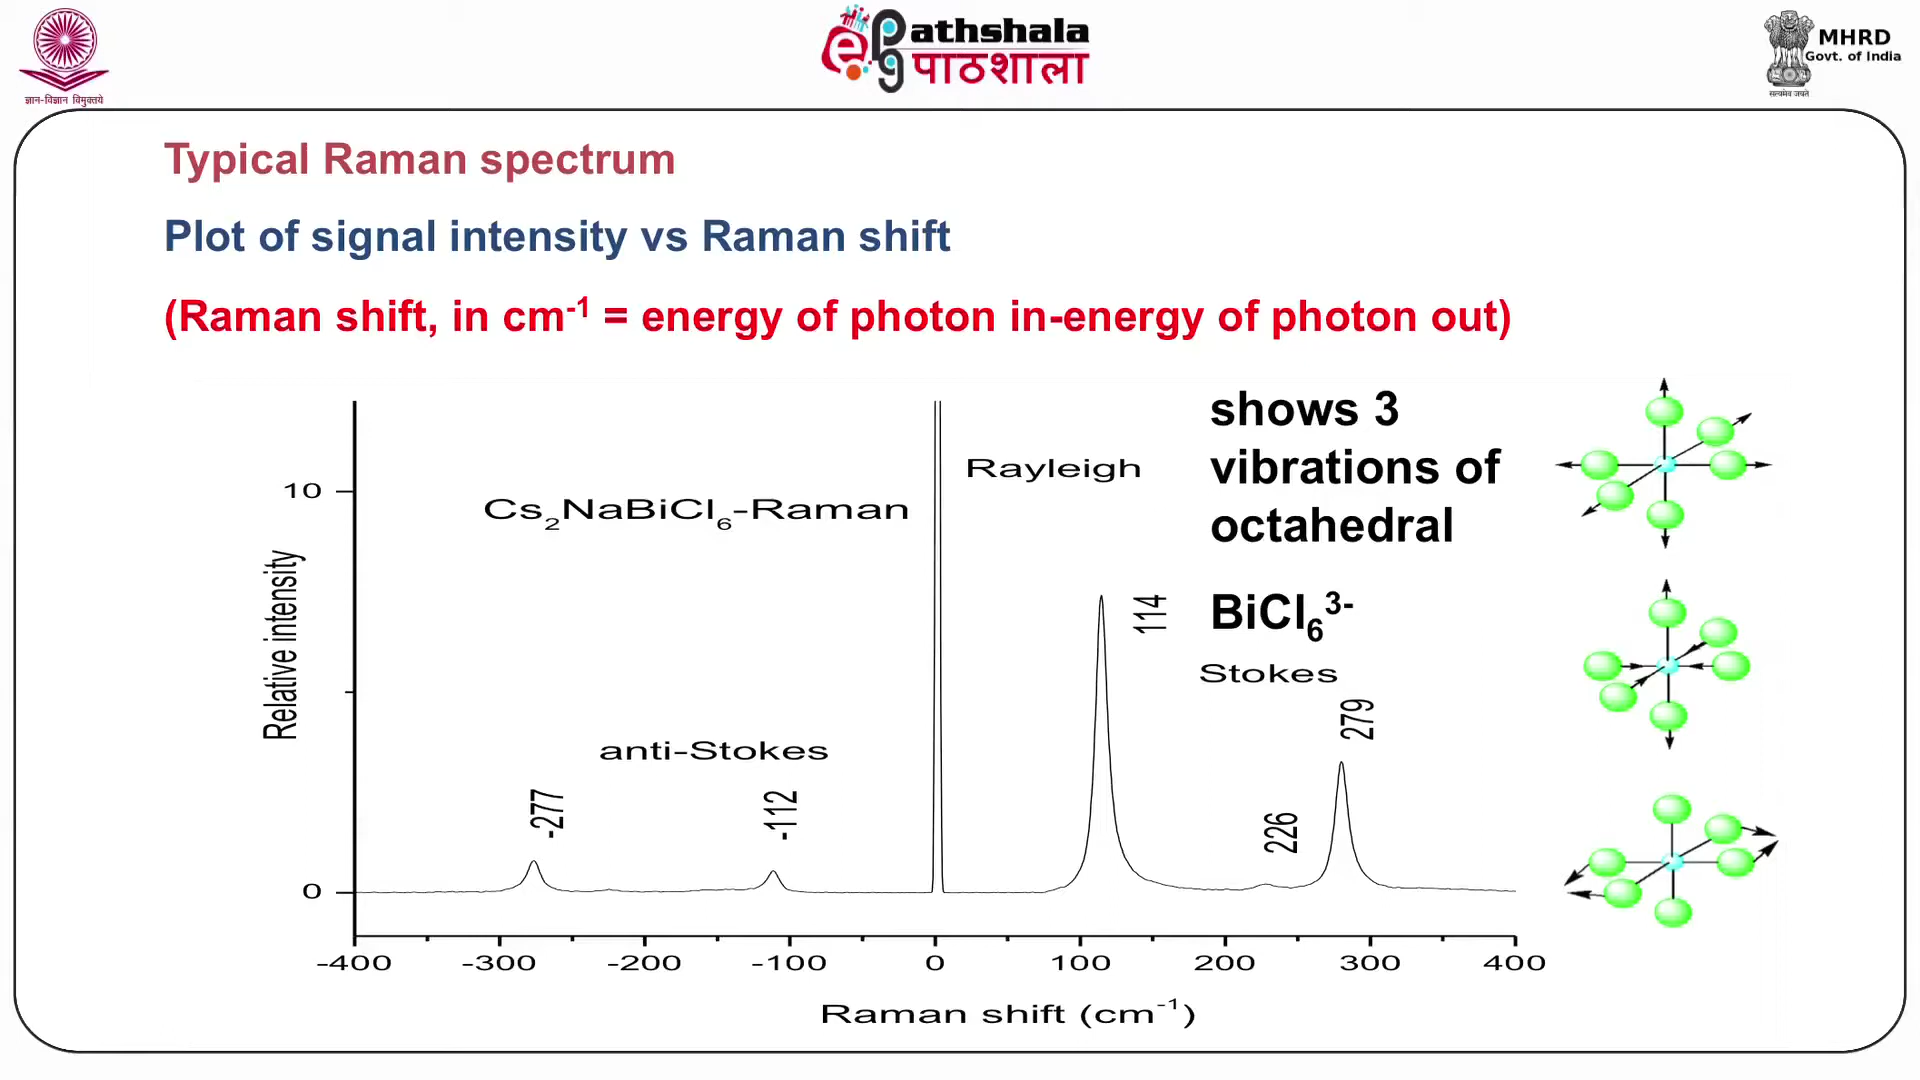 ज्ञान-विज्ञान विमुक्तये
ePG
athshala
पाठशाला
MHRD
Govt. of India
सत्यमेव जयते
Typical Raman spectrum
Plot of signal intensity vs Raman shift
(Raman shift, in cm⁻¹ = energy of photon in-energy of photon out)
shows 3
vibrations of
octahedral
BiCl₆³⁻
Rayleigh
Cs₂NaBiCl₆-Raman
Stokes
anti-Stokes
-277
-112
114
226
279
Relative intensity
10
0
-400 -300 -200 -100 0 100 200 300 400
Raman shift (cm⁻¹)